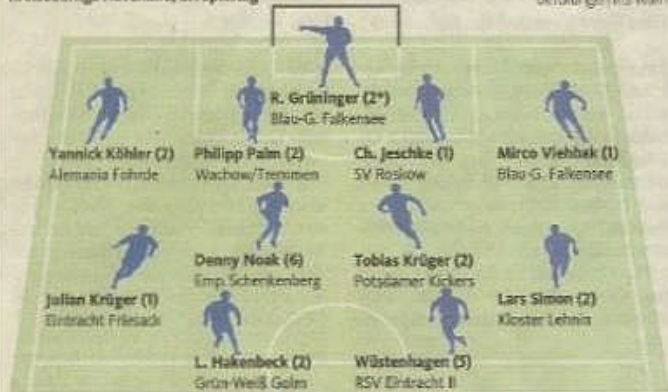 R. Grüninger (2*)
Blau-G. Falkensee
Yannick Köhler (2)
Alemania Fohrde
Philipp Palm (2)
Wachow/Tremmen
Ch. Jeschke (1)
SV Roskow
Mirco Viehbak (1)
Blau-G. Falkensee
Julian Krüger (1)
Eintracht Friesack
Denny Noak (6)
Emp. Schenkenberg
Tobias Krüger (2)
Potsdamer Kickers
Lars Simon (2)
Kloster Lehnin
L. Hakenbeck (2)
Grün-Weiß Golm
Wüstenhagen (5)
RSV Eintracht II